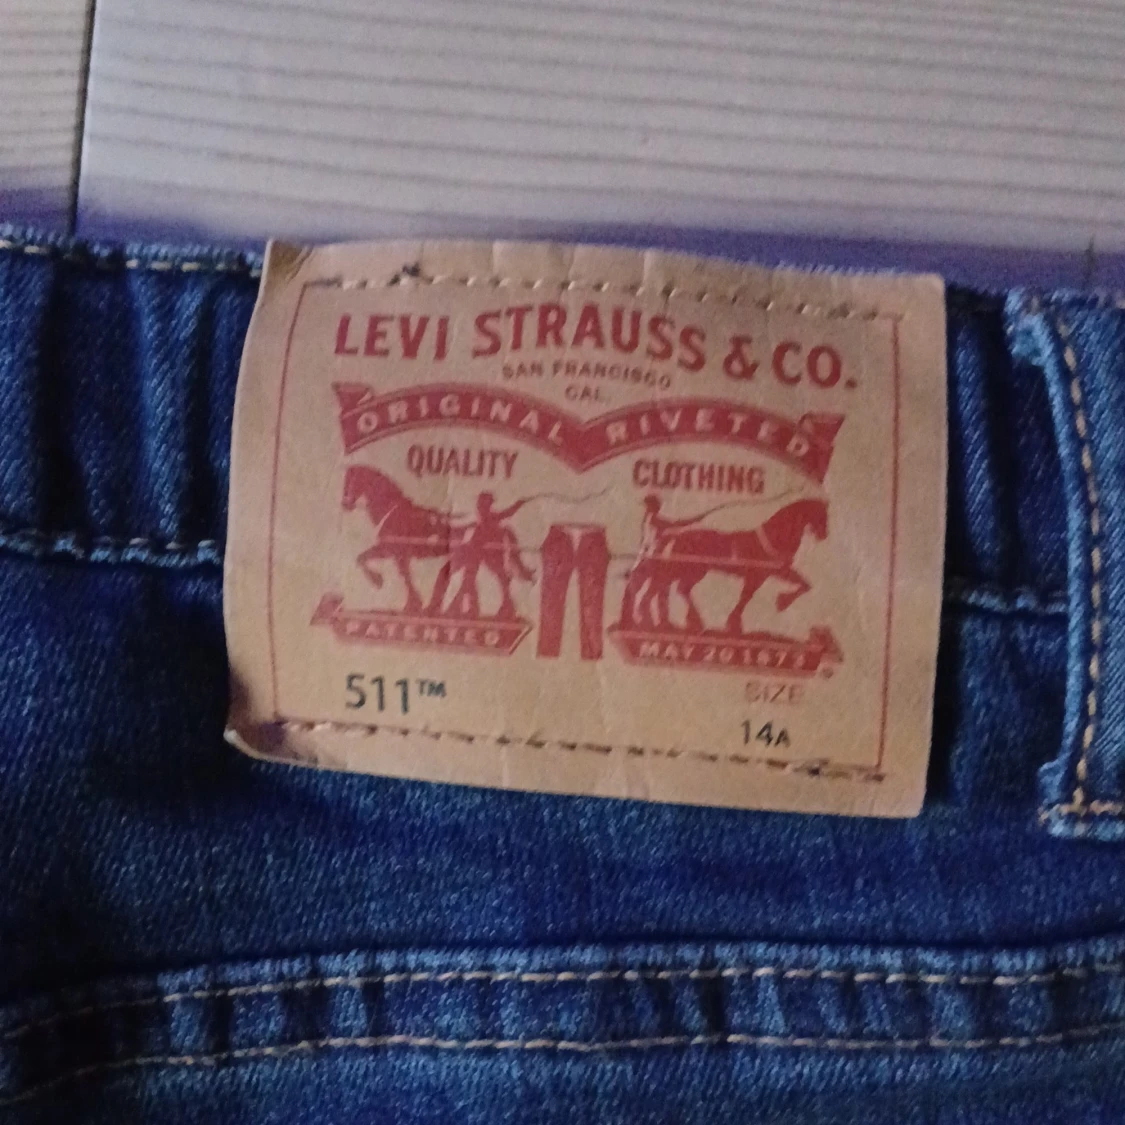 LEVI STRAUSS & CO.
SAN FRANCISCO
CAL.
ORIGINAL RIVETED
QUALITY CLOTHING
PATENTED MAY 20 1873
511™
SIZE
14A